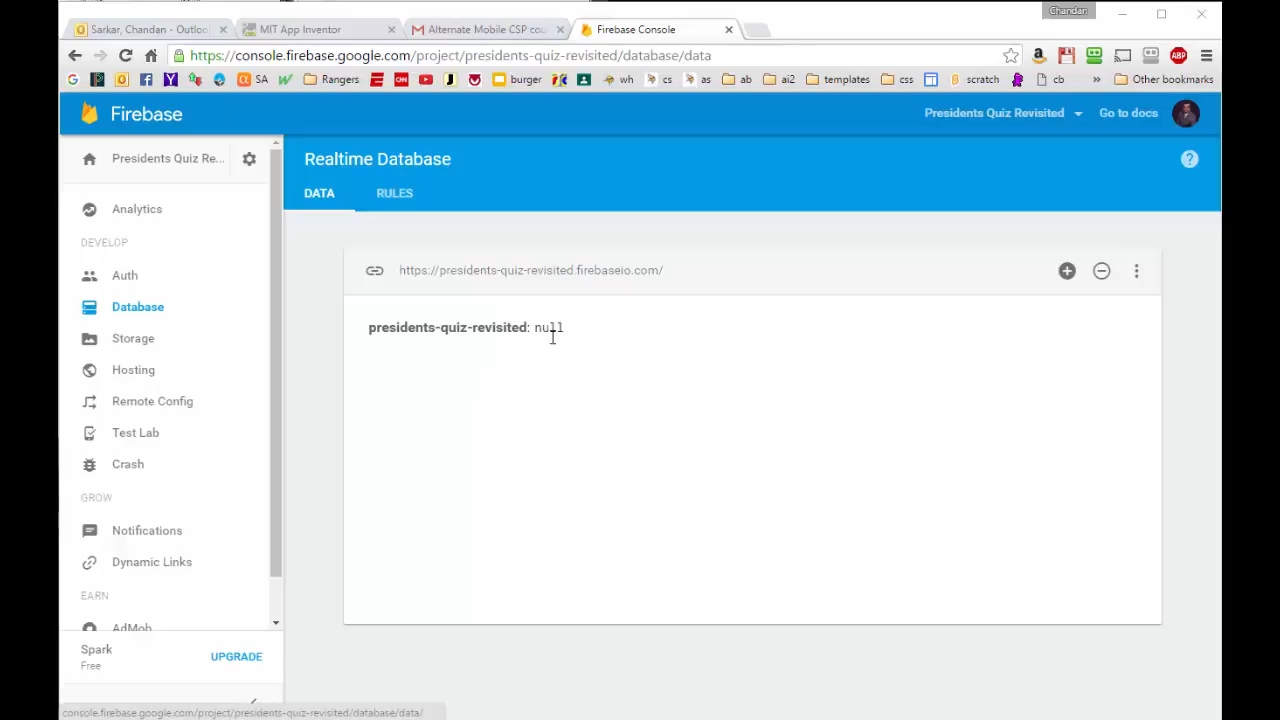 Chandan
Sarkar, Chandan - Outloo
MIT App Inventor
Alternate Mobile CSP cou
Firebase Console
https://console.firebase.google.com/project/presidents-quiz-revisited/database/data
SA
Rangers
CNN
burger
wh
cs
as
ab
ai2
templates
css
scratch
cb
»
Other bookmarks
ABP
Firebase
Presidents Quiz Revisited
Go to docs
Presidents Quiz Re...
Realtime Database
DATA
RULES
Analytics
DEVELOP
Auth
Database
Storage
Hosting
Remote Config
Test Lab
Crash
GROW
Notifications
Dynamic Links
EARN
AdMob
Spark
Free
UPGRADE
https://presidents-quiz-revisited.firebaseio.com/
presidents-quiz-revisited: null
console.firebase.google.com/project/presidents-quiz-revisited/database/data/